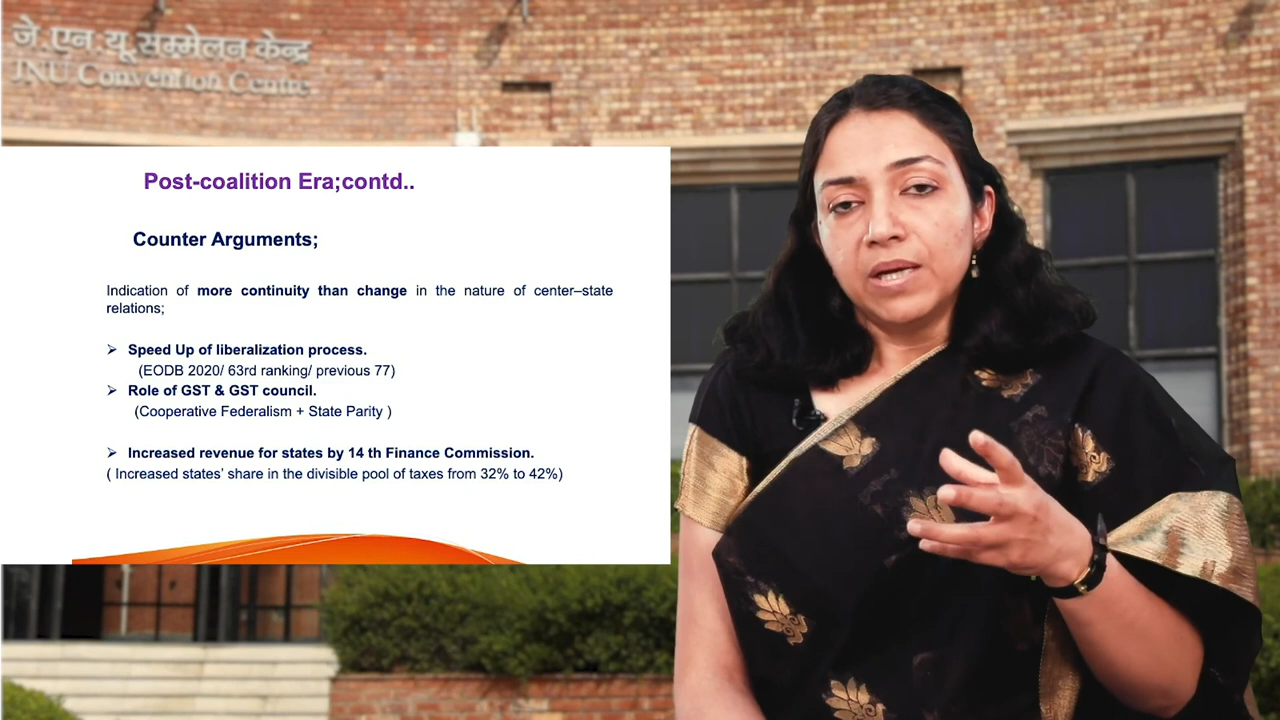 जे.एन.यू.सम्मेलन केन्द्र
JNU Convention Centre
Post-coalition Era;contd..
Counter Arguments;
Indication of more continuity than change in the nature of center–state
relations;
➢ Speed Up of liberalization process.
(EODB 2020/ 63rd ranking/ previous 77)
➢ Role of GST & GST council.
(Cooperative Federalism + State Parity )
➢ Increased revenue for states by 14 th Finance Commission.
( Increased states' share in the divisible pool of taxes from 32% to 42%)